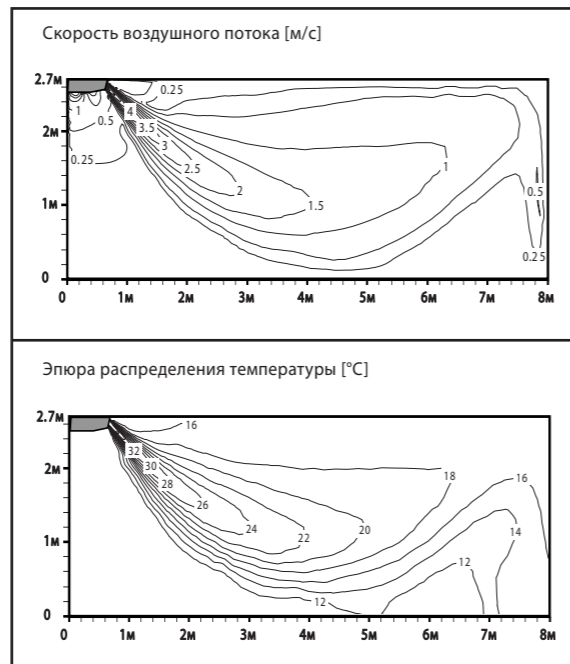 Скорость воздушного потока [м/с]
2.7м
0.25
1
4
0.5
3.5
2м
3
0.25
2.5
1
2
0.5
1м
1.5
0.25
0
0 1м 2м 3м 4м 5м 6м 7м 8м
Эпюра распределения температуры [°C]
2.7м
16
32
30
2м
28
18
16
26
24
20
14
1м
22
12
12
0
0 1м 2м 3м 4м 5м 6м 7м 8м